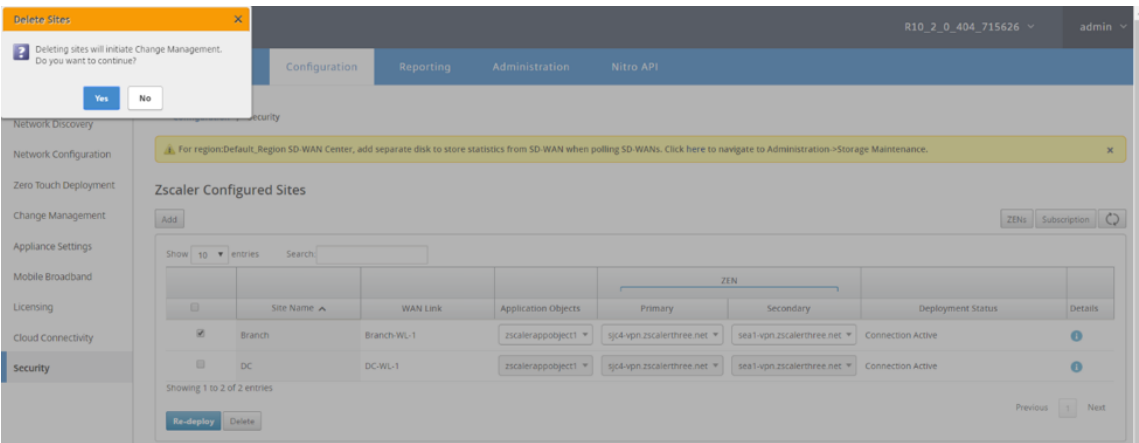 Delete Sites
Deleting sites will initiate Change Management.
Do you want to continue?
Yes No
R10_2_0_404_715626 admin
Configuration Reporting Administration Nitro API
Network Discovery
Network Configuration
Zero Touch Deployment
Change Management
Appliance Settings
Mobile Broadband
Licensing
Cloud Connectivity
Security
For region:Default_Region SD-WAN Center, add separate disk to store statistics from SD-WAN when polling SD-WANs. Click here to navigate to Administration->Storage Maintenance.
Zscaler Configured Sites
Add ZENs Subscription
Show 10 entries Search:
ZEN
Site Name WAN Link Application Objects Primary Secondary Deployment Status Details
Branch Branch-WL-1 zscalerappobject1 sjc4-vpn.zscalerthree.net sea1-vpn.zscalerthree.net Connection Active
DC DC-WL-1 zscalerappobject1 sjc4-vpn.zscalerthree.net sea1-vpn.zscalerthree.net Connection Active
Showing 1 to 2 of 2 entries
Previous 1 Next
Re-deploy Delete